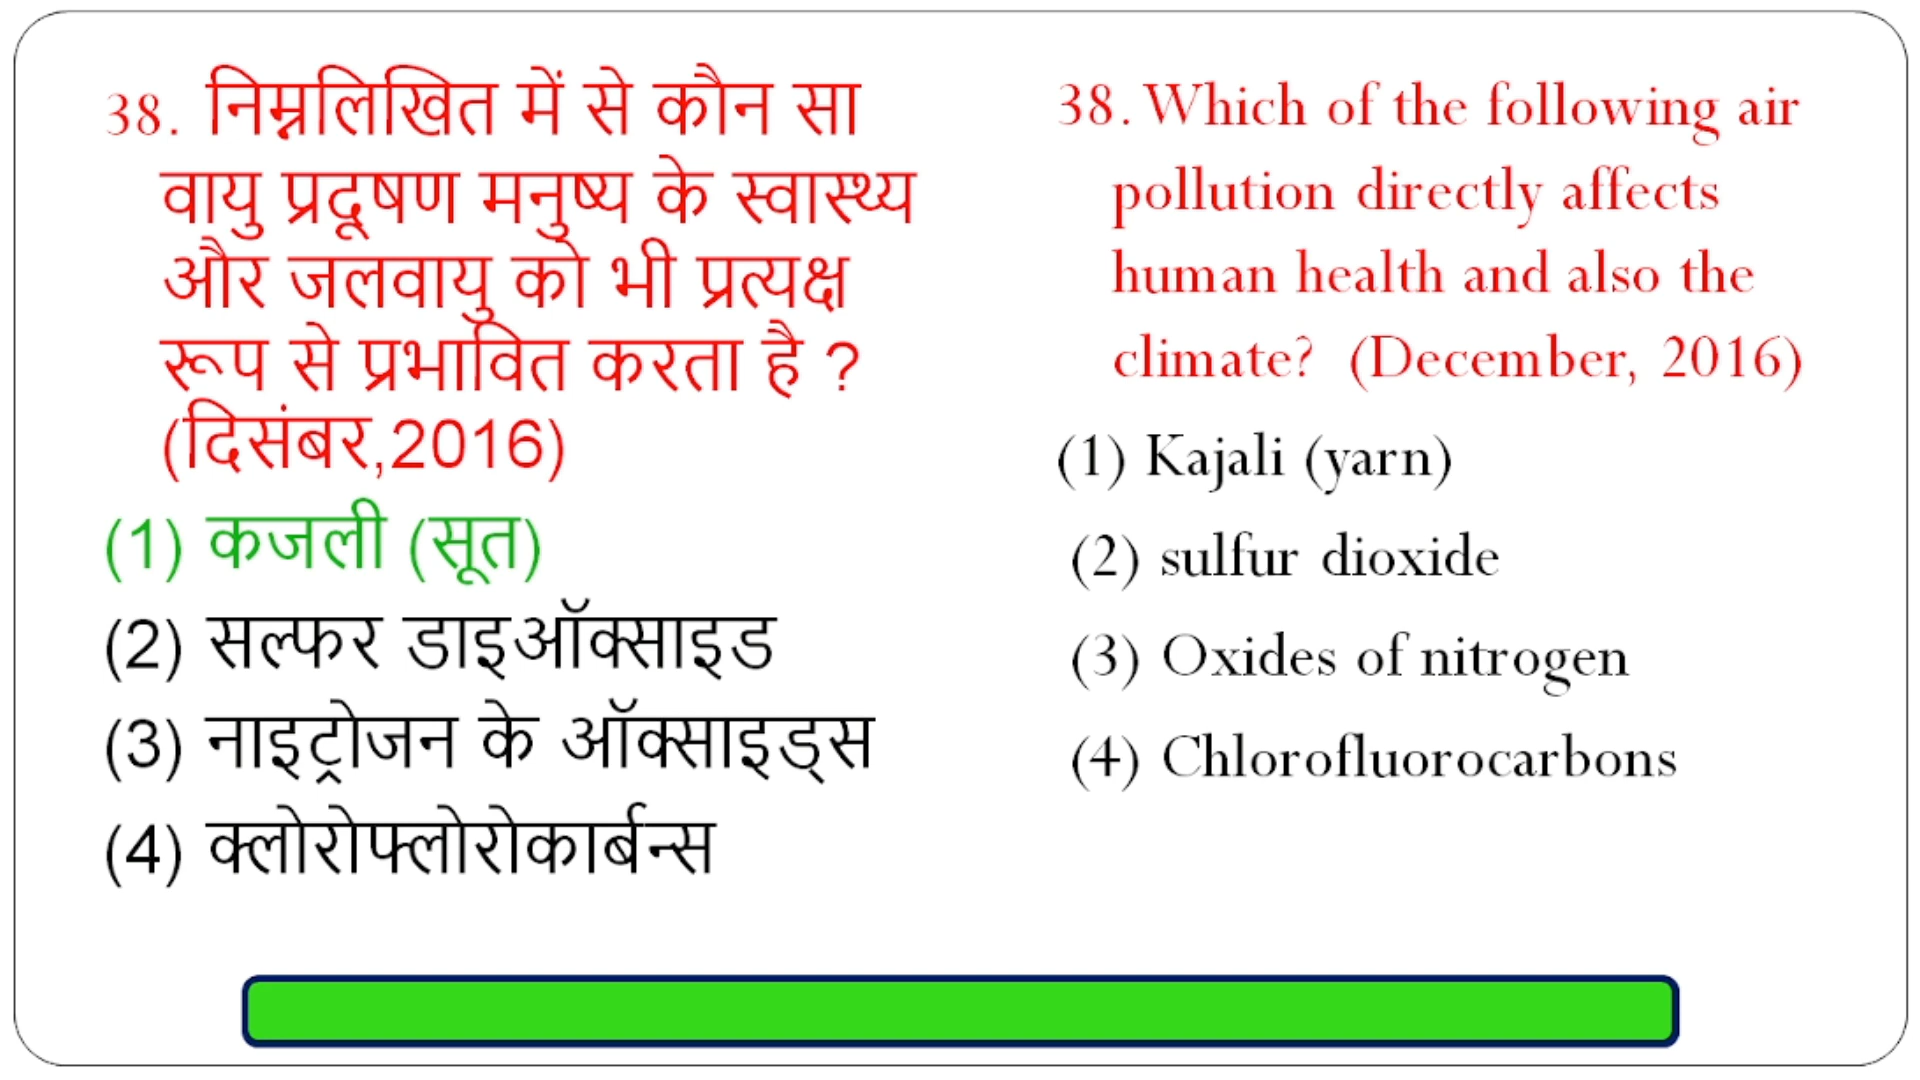 38. निम्नलिखित में से कौन सा
वायु प्रदूषण मनुष्य के स्वास्थ्य
और जलवायु को भी प्रत्यक्ष
रूप से प्रभावित करता है ?
(दिसंबर,2016)
(1) कजली (सूत)
(2) सल्फर डाइऑक्साइड
(3) नाइट्रोजन के ऑक्साइड्स
(4) क्लोरोफ्लोरोकार्बन्स
38. Which of the following air
pollution directly affects
human health and also the
climate? (December, 2016)
(1) Kajali (yarn)
(2) sulfur dioxide
(3) Oxides of nitrogen
(4) Chlorofluorocarbons